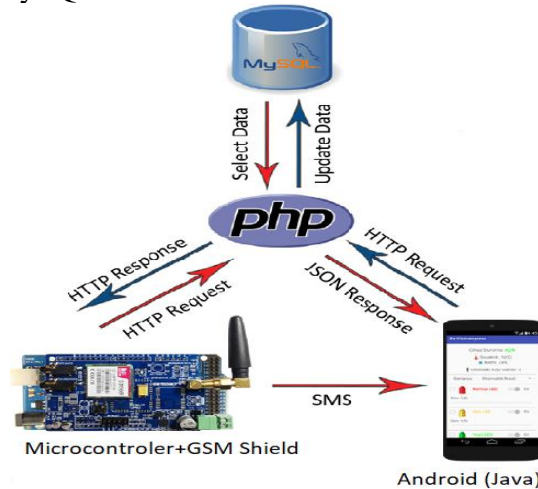 MySQL
Select Data
Update Data
php
HTTP Response
HTTP Request
JSON Response
HTTP Request
SMS
Microcontroler+GSM Shield
Android (Java)